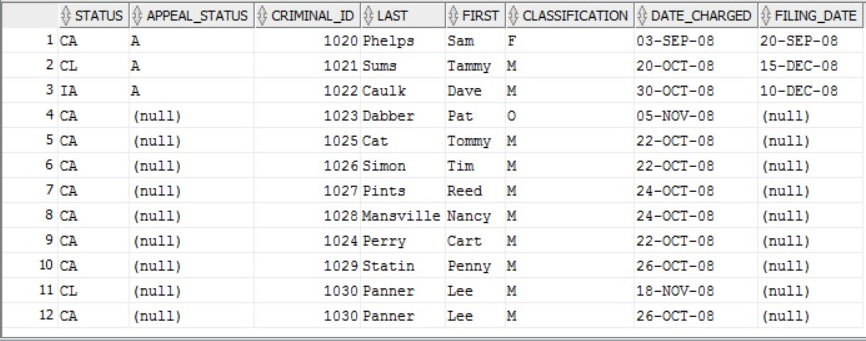 STATUS APPEAL_STATUS CRIMINAL_ID LAST FIRST CLASSIFICATION DATE_CHARGED FILING_DATE
1 CA A 1020 Phelps Sam F 03-SEP-08 20-SEP-08
2 CL A 1021 Sums Tammy M 20-OCT-08 15-DEC-08
3 IA A 1022 Caulk Dave M 30-OCT-08 10-DEC-08
4 CA (null) 1023 Dabber Pat O 05-NOV-08 (null)
5 CA (null) 1025 Cat Tommy M 22-OCT-08 (null)
6 CA (null) 1026 Simon Tim M 22-OCT-08 (null)
7 CA (null) 1027 Pints Reed M 24-OCT-08 (null)
8 CA (null) 1028 Mansville Nancy M 24-OCT-08 (null)
9 CA (null) 1024 Perry Cart M 22-OCT-08 (null)
10 CA (null) 1029 Statin Penny M 26-OCT-08 (null)
11 CL (null) 1030 Panner Lee M 18-NOV-08 (null)
12 CA (null) 1030 Panner Lee M 26-OCT-08 (null)